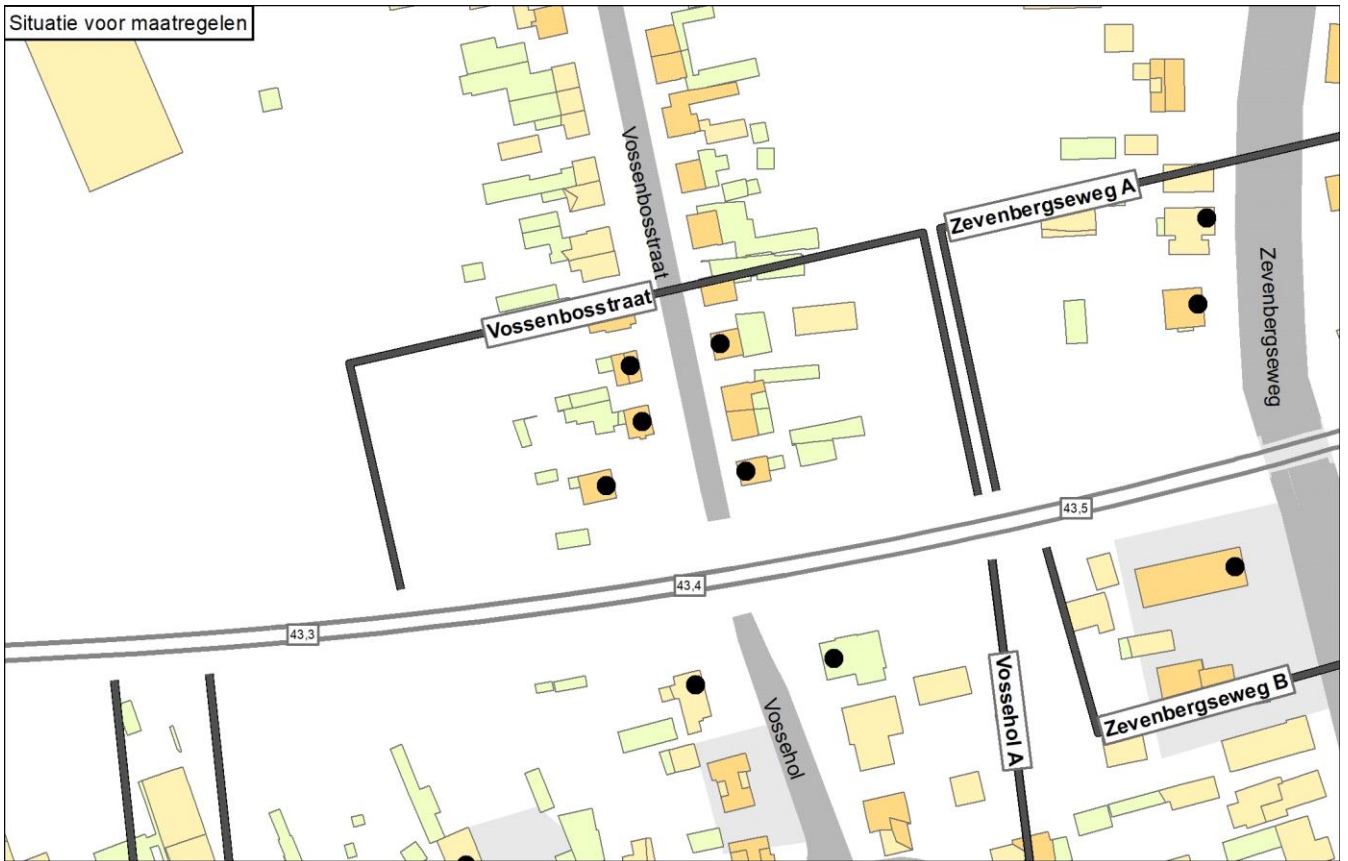 Situatie voor maatregelen
Vossenbosstraat
Zevenbergseweg A
Zevenbergseweg
Vossenbosstraat
43,5
43,4
43,3
Vossehol A
Zevenbergseweg B
Vossehol